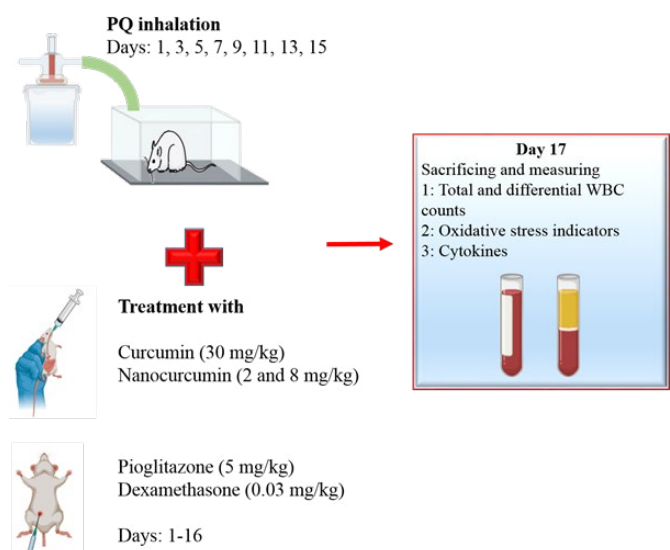 PQ inhalation
Days: 1, 3, 5, 7, 9, 11, 13, 15
Day 17
Sacrificing and measuring
1: Total and differential WBC
counts
2: Oxidative stress indicators
3: Cytokines
Treatment with
Curcumin (30 mg/kg)
Nanocurcumin (2 and 8 mg/kg)
Pioglitazone (5 mg/kg)
Dexamethasone (0.03 mg/kg)
Days: 1-16